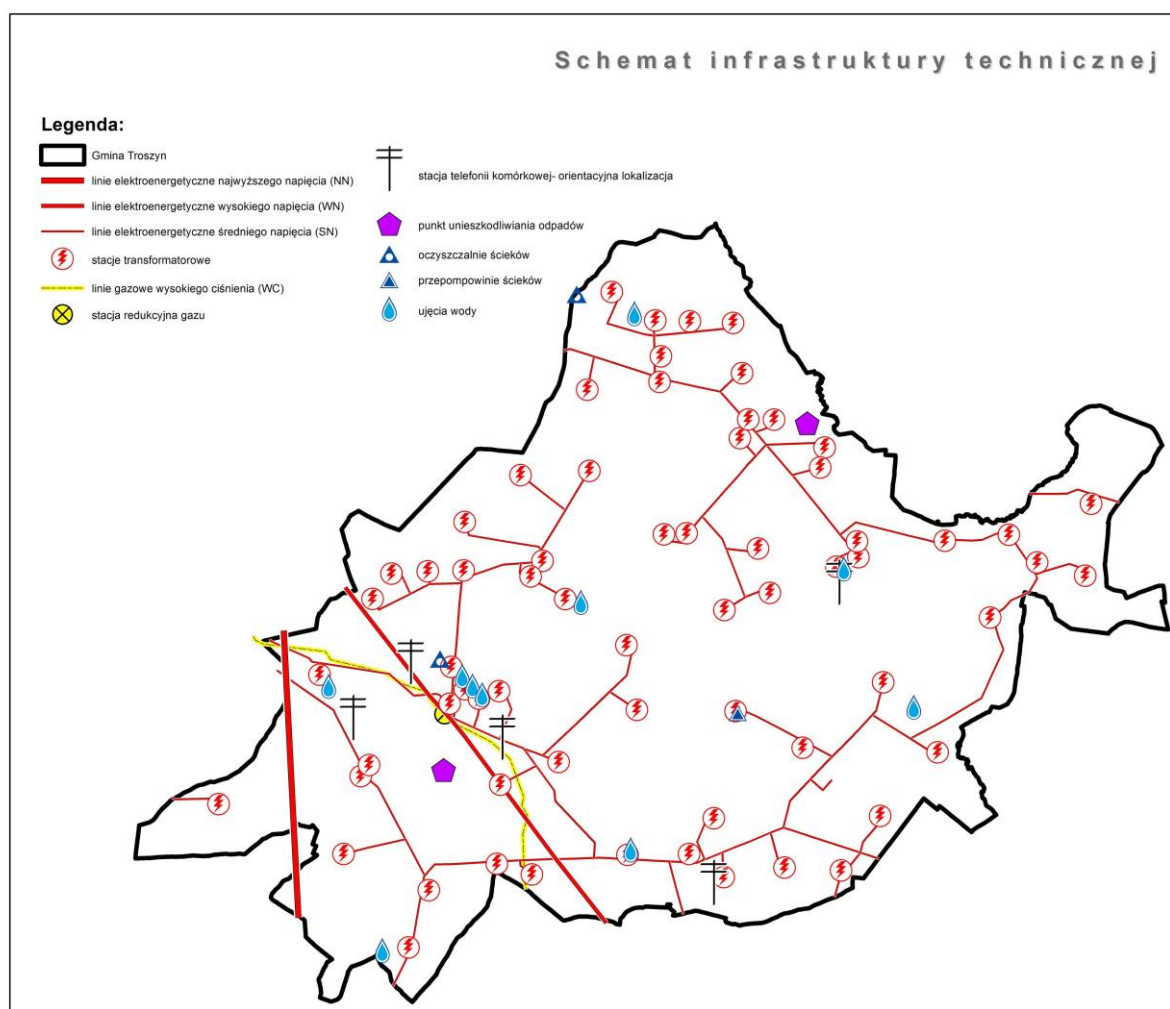 Schemat infrastruktury technicznej
Legenda:
Gmina Troszyn
linie elektroenergetyczne najwyższego napięcia (NN)
linie elektroenergetyczne wysokiego napięcia (WN)
linie elektroenergetyczne średniego napięcia (SN)
stacje transformatorowe
linie gazowe wysokiego ciśnienia (WC)
stacja redukcyjna gazu
stacja telefonii komórkowej- orientacyjna lokalizacja
punkt unieszkodliwiania odpadów
oczyszczalnie ścieków
przepompowinie ścieków
ujęcia wody